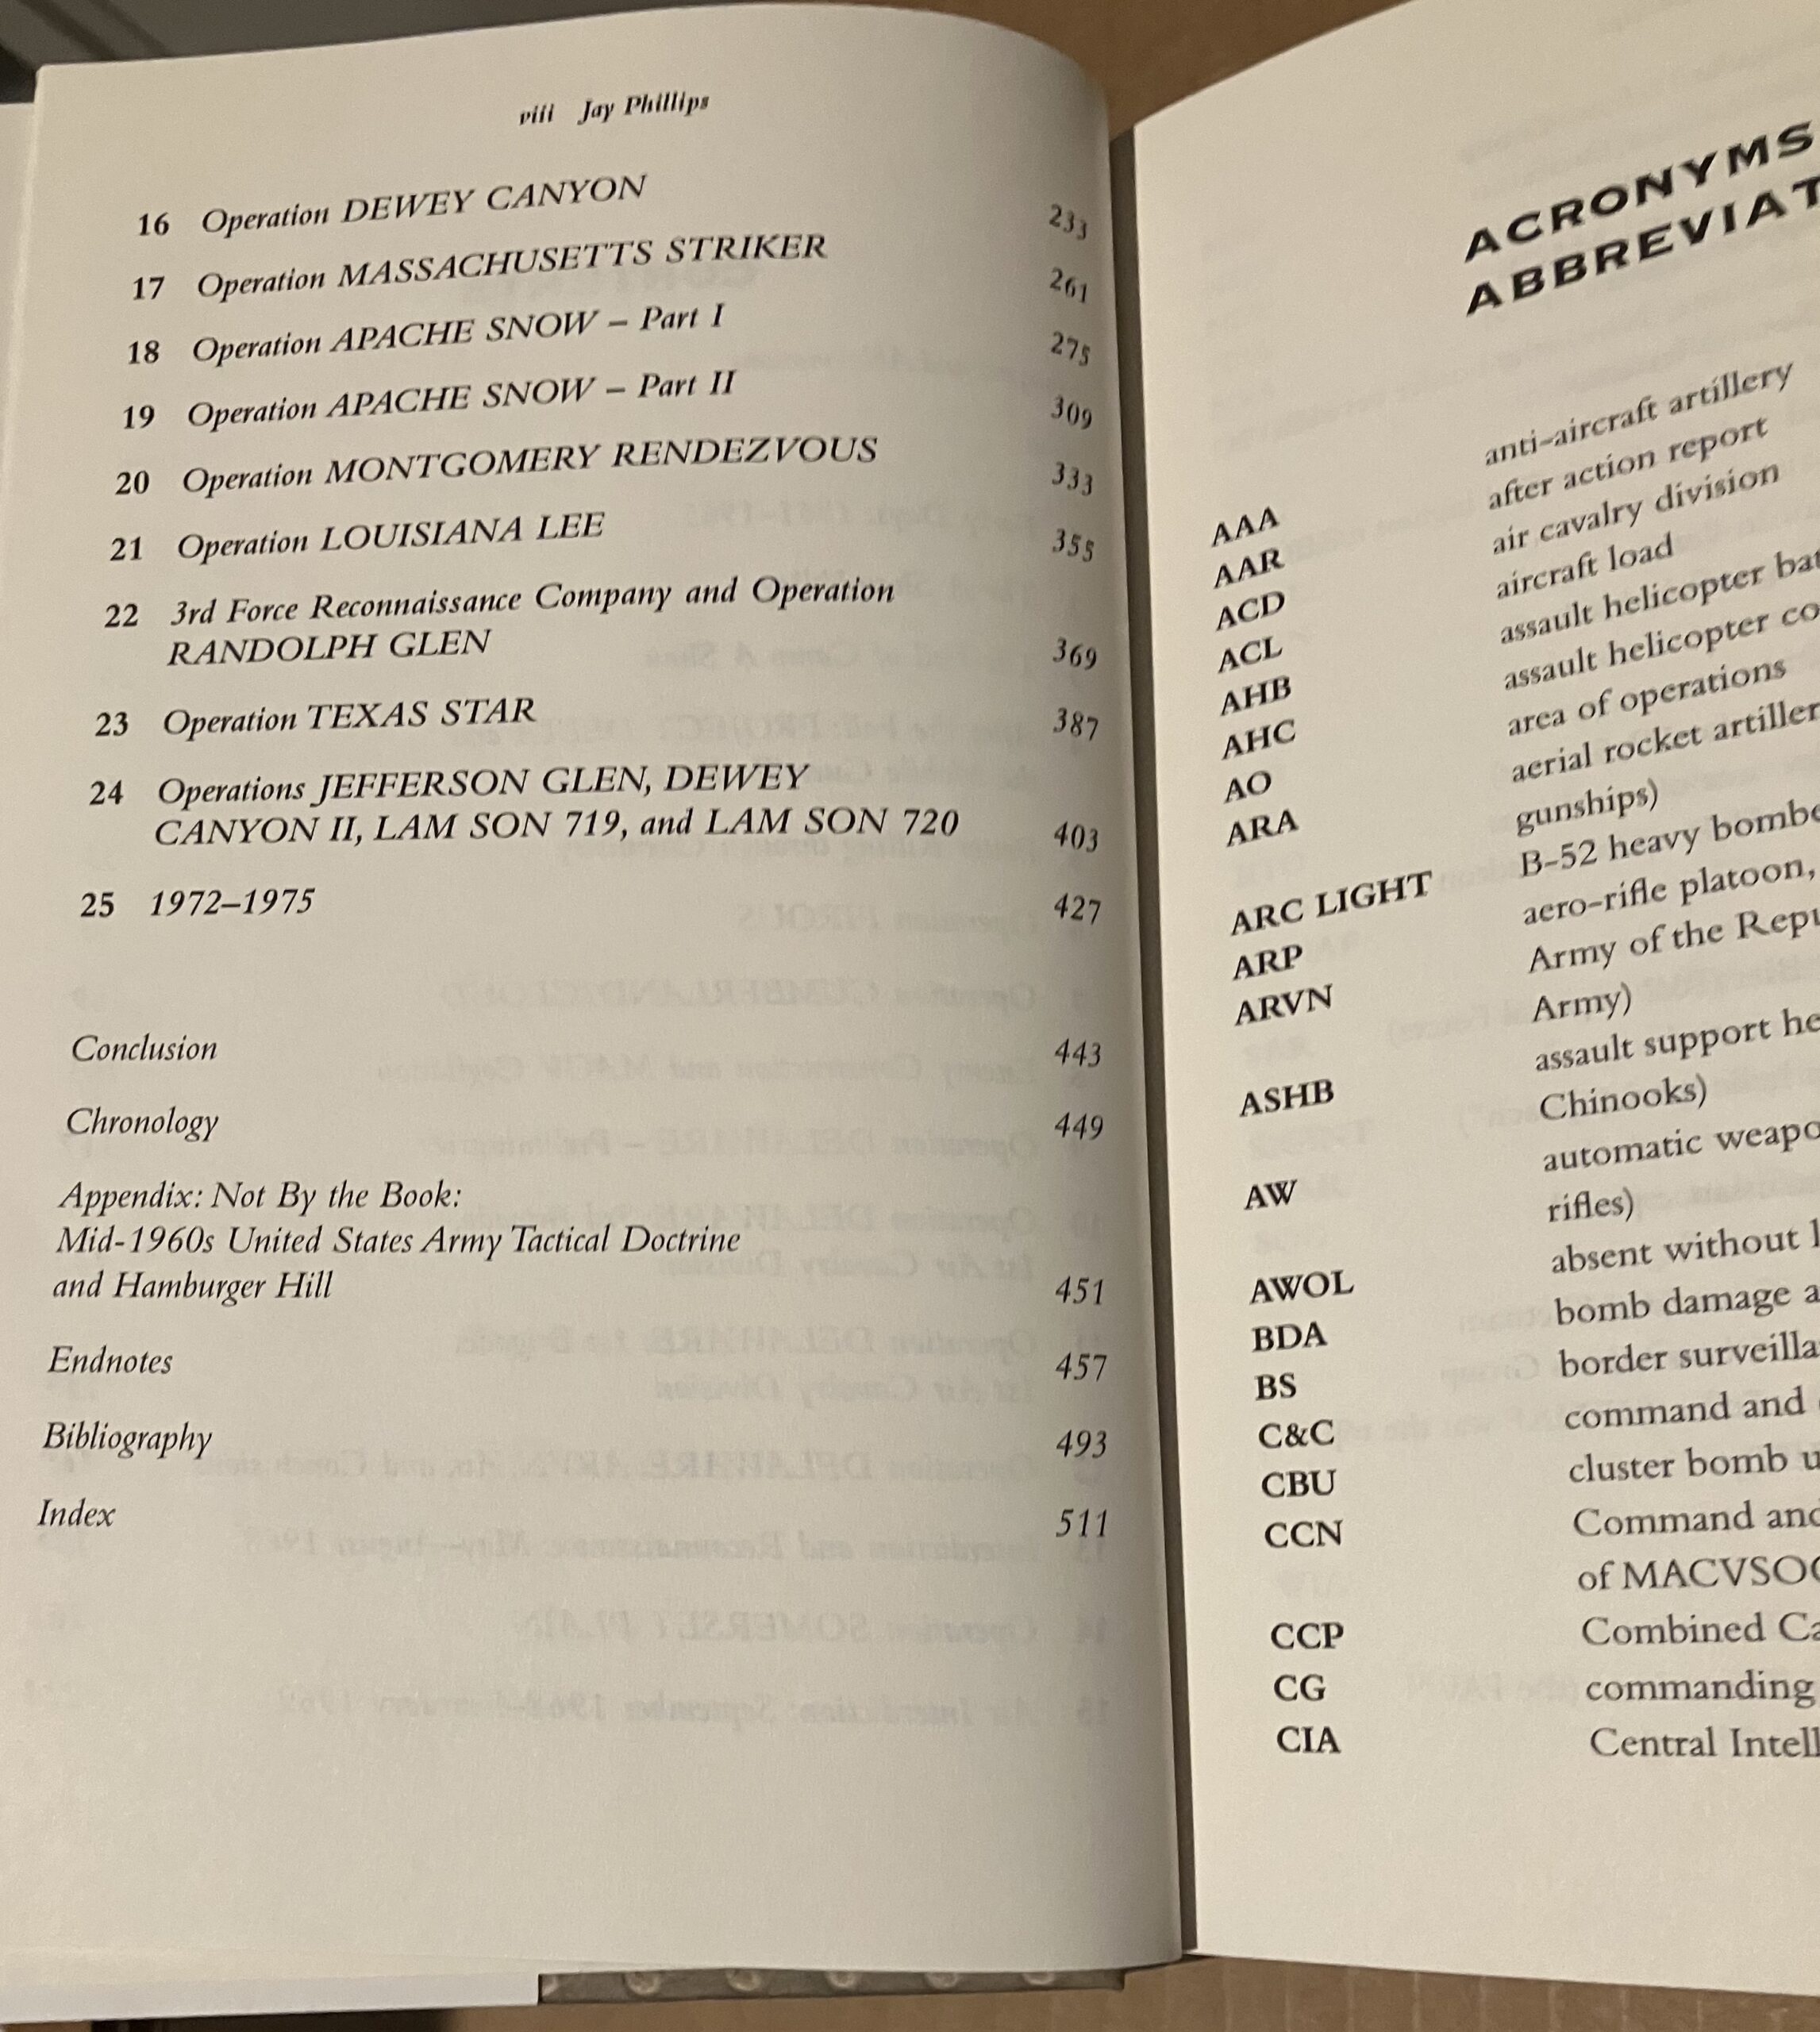 viii Jay Phillips
16 Operation DEWEY CANYON 233
17 Operation MASSACHUSETTS STRIKER 261
18 Operation APACHE SNOW – Part I 275
19 Operation APACHE SNOW – Part II 309
20 Operation MONTGOMERY RENDEZVOUS 333
21 Operation LOUISIANA LEE 355
22 3rd Force Reconnaissance Company and Operation
RANDOLPH GLEN 369
23 Operation TEXAS STAR 387
24 Operations JEFFERSON GLEN, DEWEY
CANYON II, LAM SON 719, and LAM SON 720 403
25 1972–1975 427
Conclusion 443
Chronology 449
Appendix: Not By the Book:
Mid-1960s United States Army Tactical Doctrine
and Hamburger Hill 451
Endnotes 457
Bibliography 493
Index 511
ACRONYMS
ABBREVIAT
AAA anti-aircraft artillery
AAR after action report
ACD air cavalry division
ACL aircraft load
AHB assault helicopter bat
AHC assault helicopter co
AO area of operations
ARA aerial rocket artiller
gunships)
ARC LIGHT B-52 heavy bombe
ARP aero-rifle platoon,
ARVN Army of the Repu
Army)
ASHB assault support he
Chinooks)
AW automatic weapo
rifles)
AWOL absent without l
BDA bomb damage a
BS border surveilla
C&C command and
CBU cluster bomb u
CCN Command and
of MACVSOG
CCP Combined Ca
CG commanding
CIA Central Intell